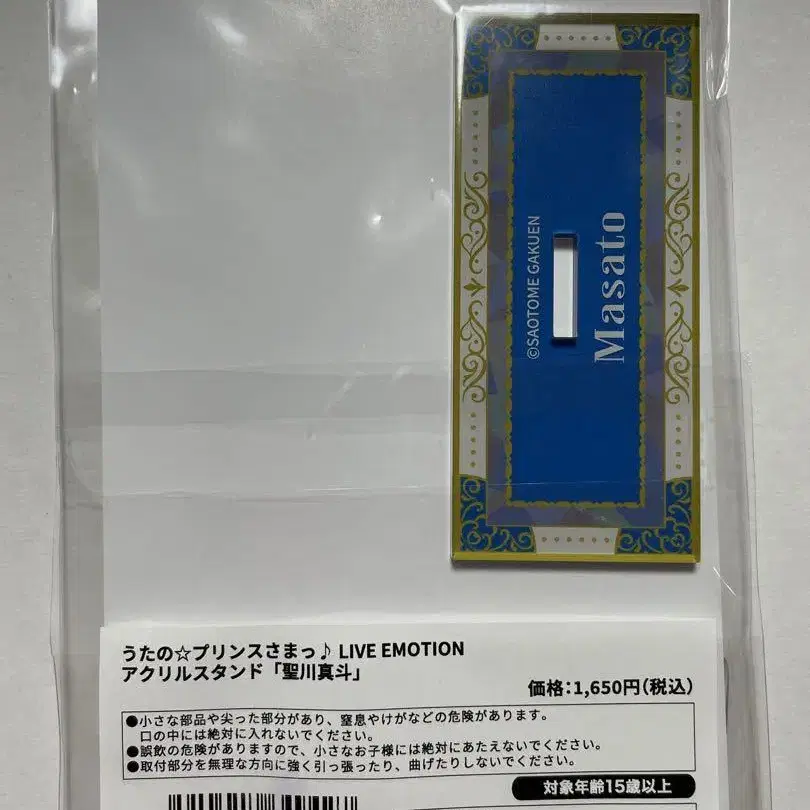 ©SAOTOME GAKUEN
Masato
うたの☆プリンスさまっ♪ LIVE EMOTION
アクリルスタンド「聖川真斗」
価格：1,650円（税込）
●小さな部品や尖った部分があり、窒息やけがなどの危険があります。
口の中には絶対に入れないでください。
●誤飲の危険がありますので、小さなお子様には絶対にあたえないでください。
●取付部分を無理な方向に強く引っ張ったり、曲げたりしないでください。
対象年齢15歳以上